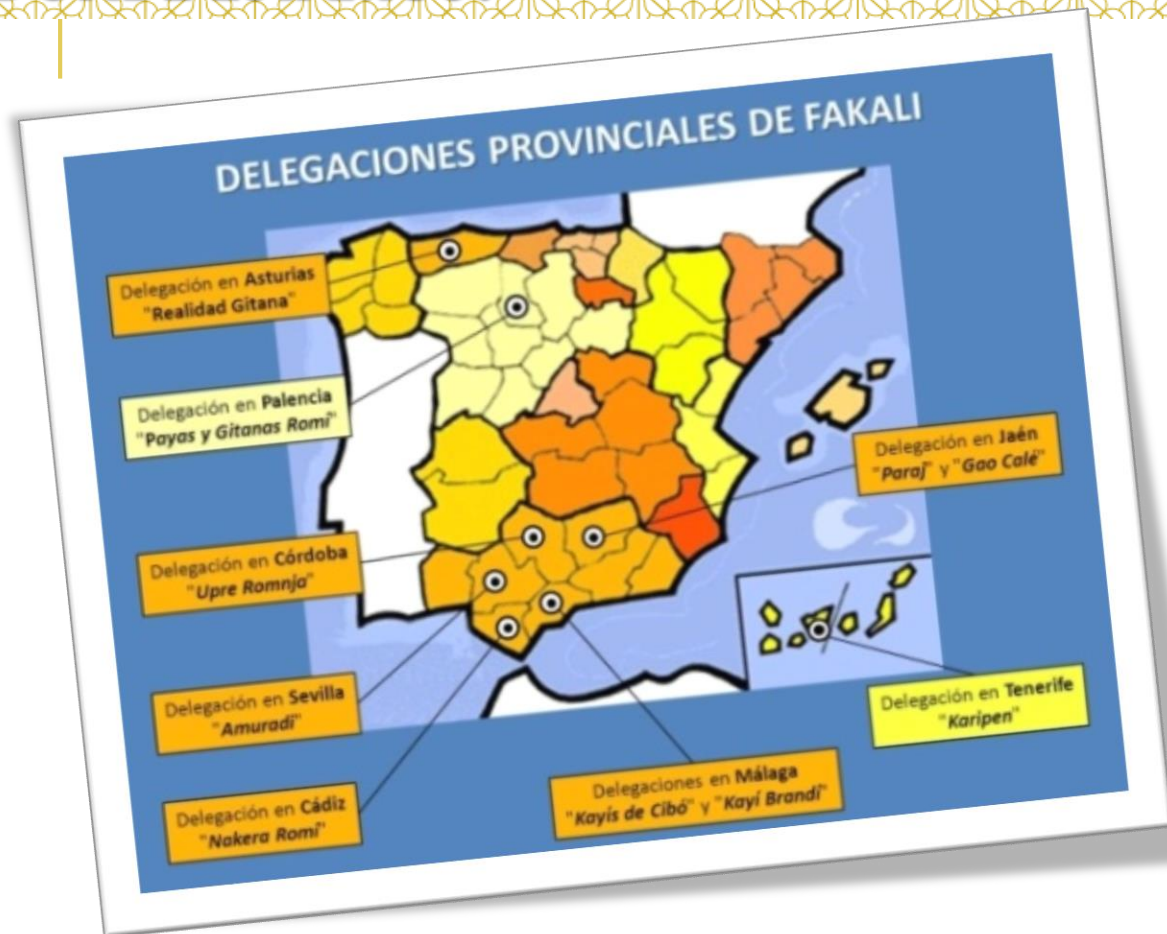 DELEGACIONES PROVINCIALES DE FAKALI
Delegación en Asturias
"Realidad Gitana"
Delegación en Palencia
"Payas y Gitanas Romí"
Delegación en Jaén
"Paraj" y "Gao Calé"
Delegación en Córdoba
"Upre Romnja"
Delegación en Sevilla
"Amuradi"
Delegación en Tenerife
"Karipen"
Delegaciones en Málaga
"Kayís de Cibó" y "Kayí Brandí"
Delegación en Cádiz
"Nakera Romí"